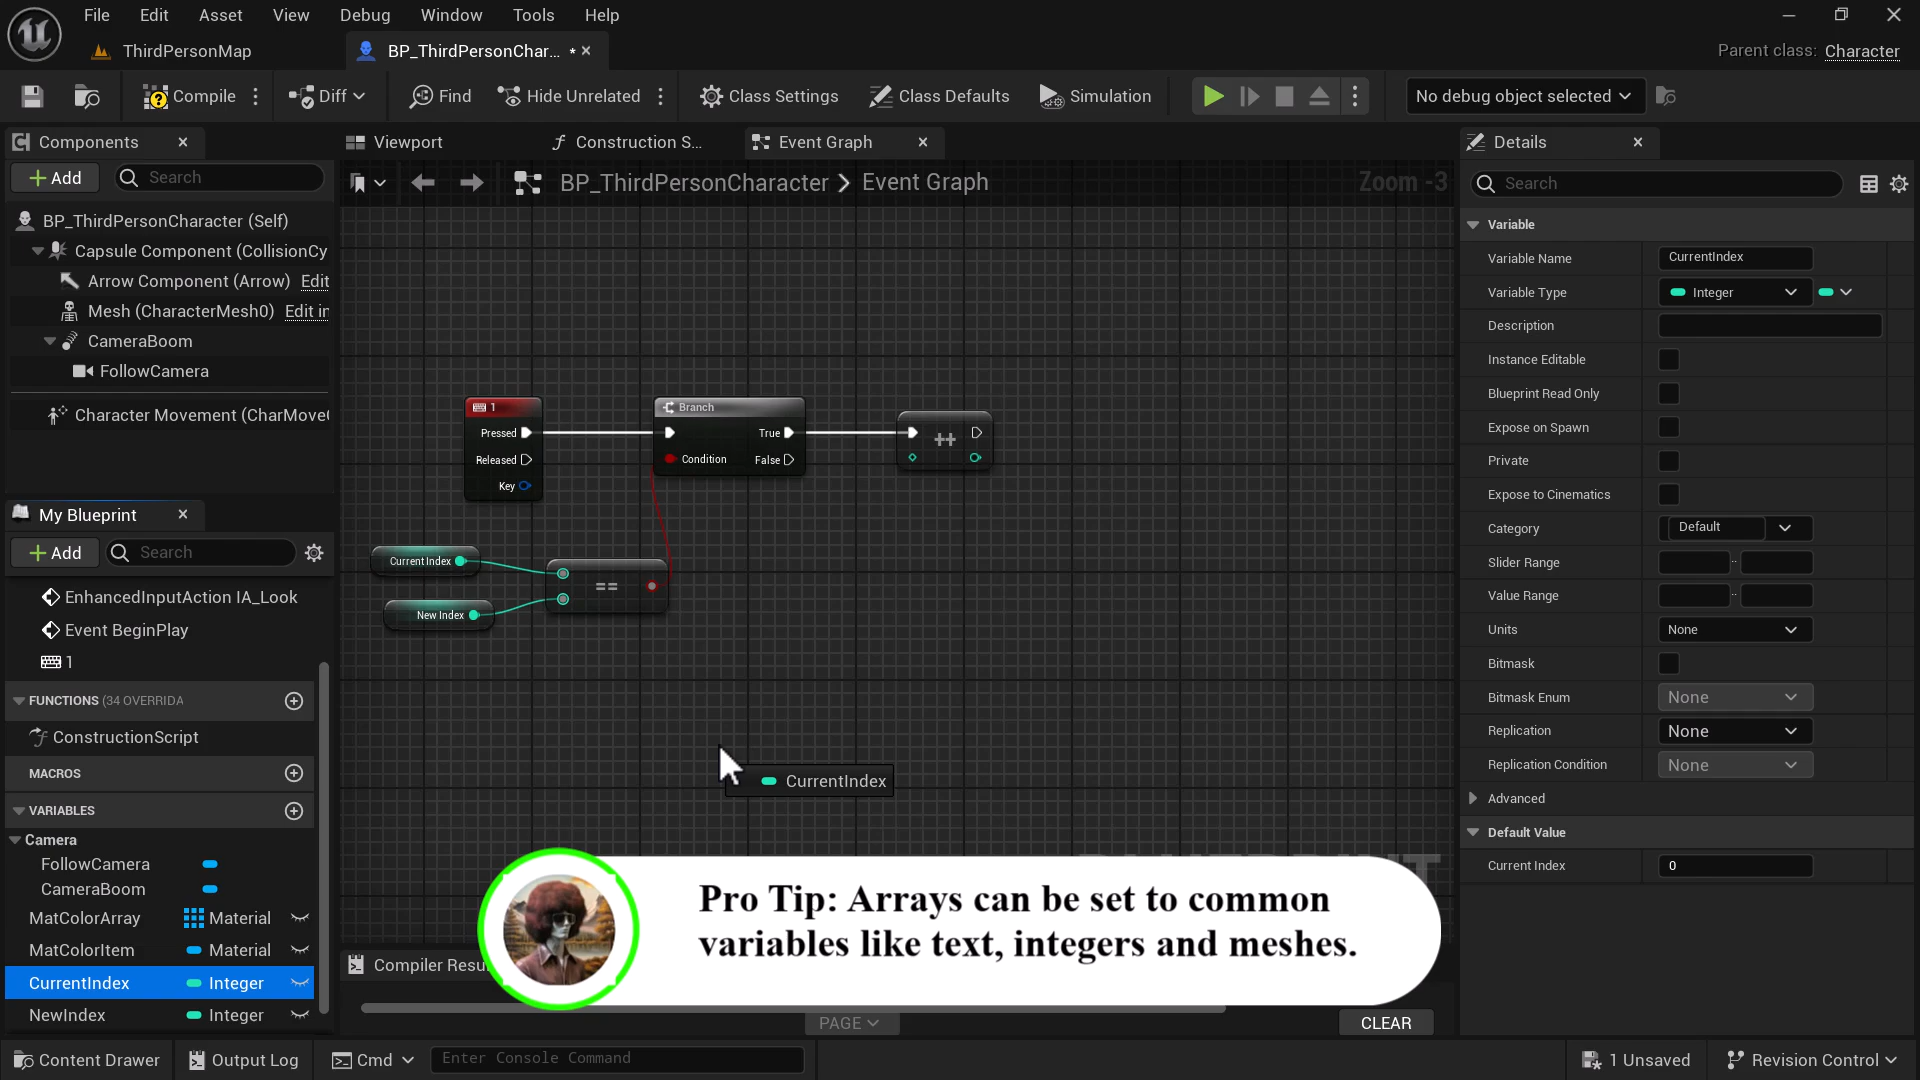 File Edit Asset View Debug Window Tools Help
ThirdPersonMap
BP_ThirdPersonChar... *
Parent class: Character
Compile
Diff
Find
Hide Unrelated
Class Settings
Class Defaults
Simulation
No debug object selected
Components
Viewport
Construction S...
Event Graph
Details
Add
Search
BP_ThirdPersonCharacter > Event Graph
Zoom -3
Search
BP_ThirdPersonCharacter (Self)
Capsule Component (CollisionCy
Arrow Component (Arrow) Edit
Mesh (CharacterMesh0) Edit in
CameraBoom
FollowCamera
Character Movement (CharMove
My Blueprint
Add
Search
EnhancedInputAction IA_Look
Event BeginPlay
1
FUNCTIONS (34 OVERRIDA
ConstructionScript
MACROS
VARIABLES
Camera
FollowCamera
CameraBoom
MatColorArray Material
MatColorItem Material
CurrentIndex Integer
NewIndex Integer
1
Pressed
Released
Key
Branch
True
Condition
False
++
Current Index
==
New Index
CurrentIndex
Variable
Variable Name CurrentIndex
Variable Type Integer
Description
Instance Editable
Blueprint Read Only
Expose on Spawn
Private
Expose to Cinematics
Category Default
Slider Range ..
Value Range ..
Units None
Bitmask
Bitmask Enum None
Replication None
Replication Condition None
Advanced
Default Value
Current Index 0
Pro Tip: Arrays can be set to common
variables like text, integers and meshes.
Compiler Resu
PAGE
CLEAR
Content Drawer
Output Log
Cmd
Enter Console Command
1 Unsaved
Revision Control